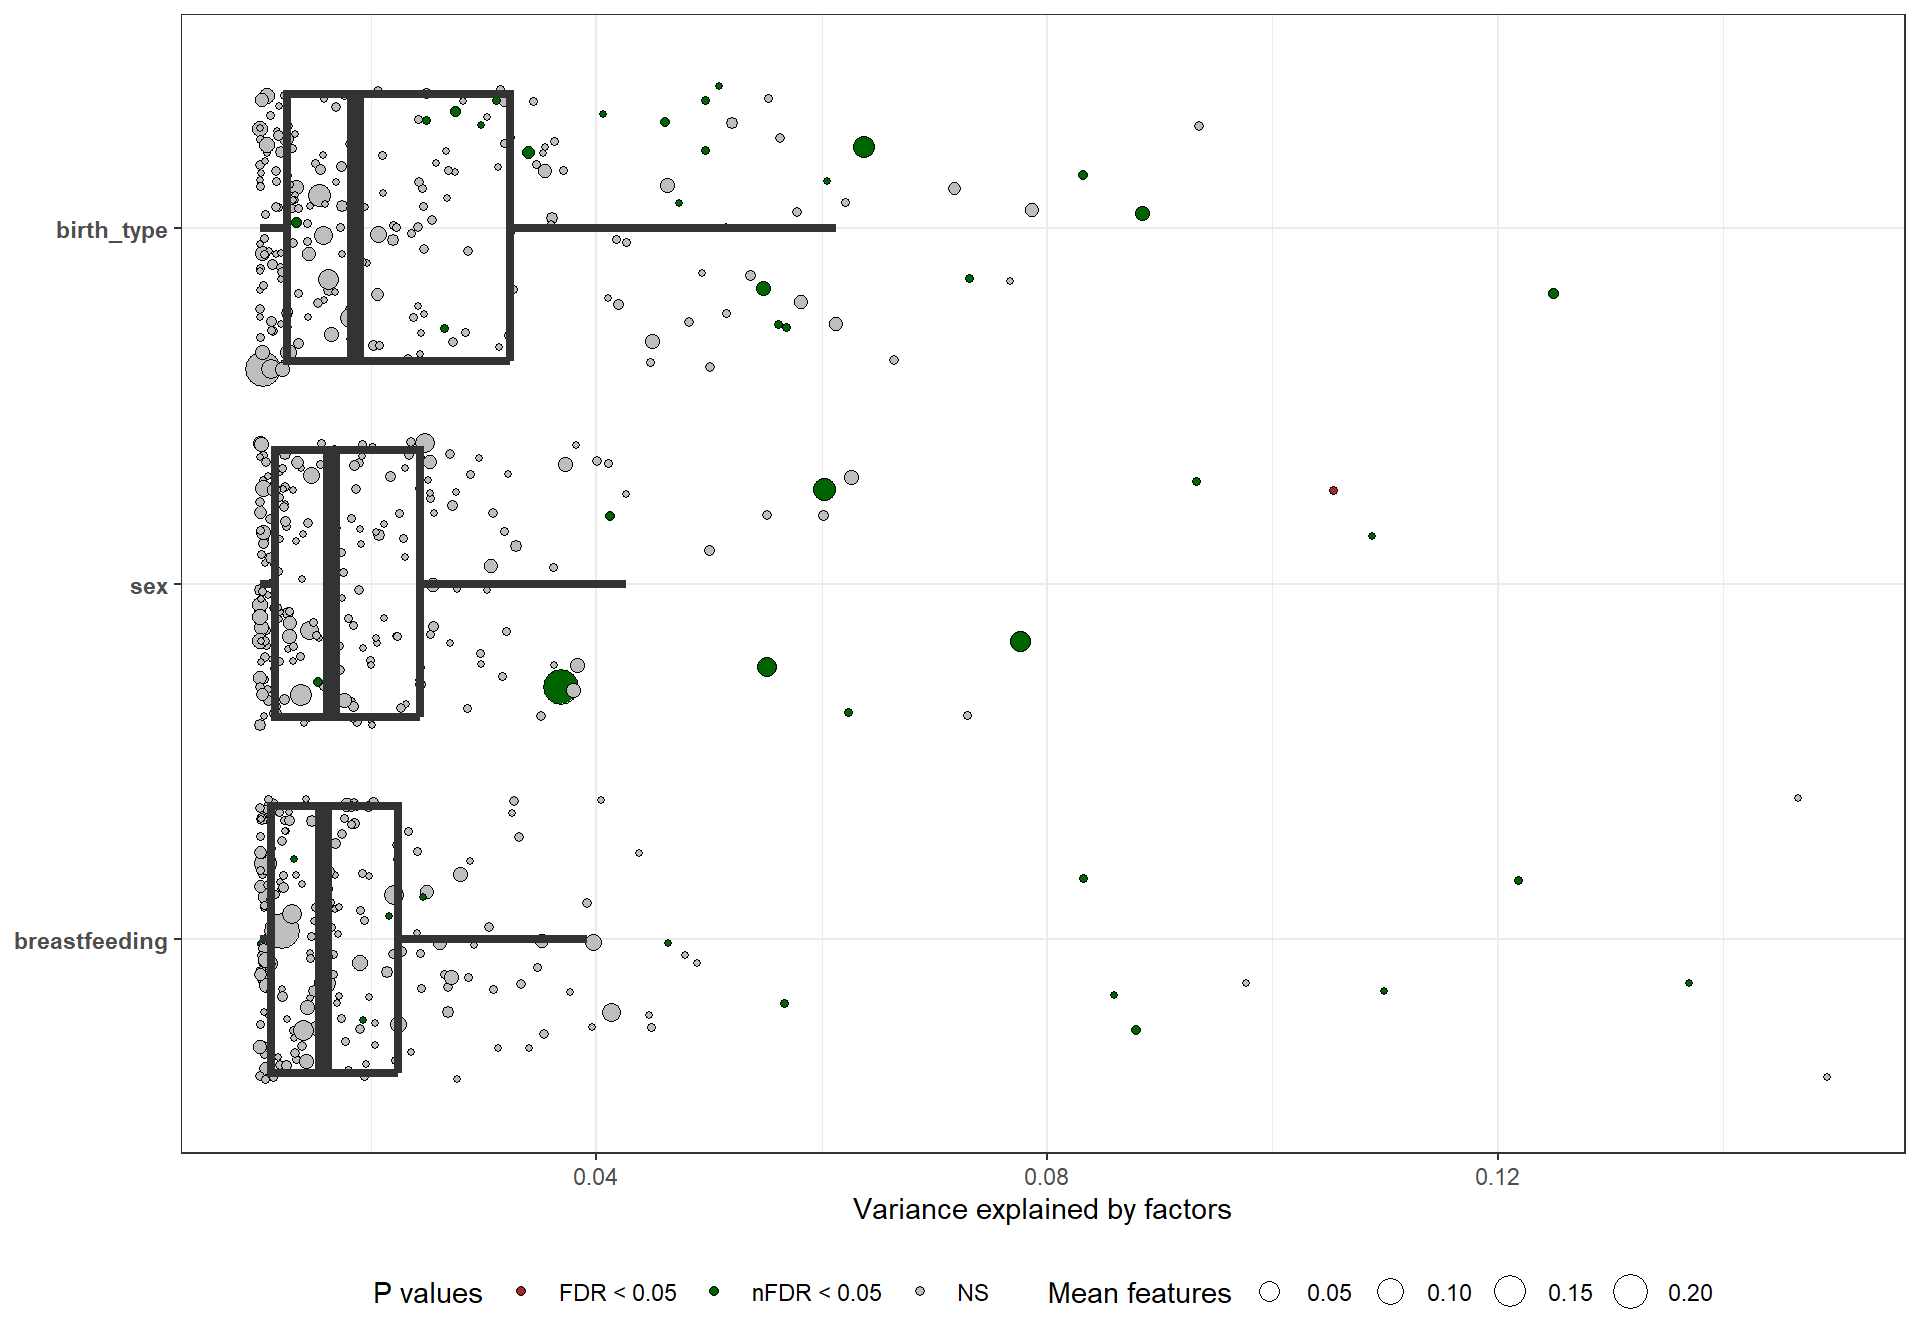 birth_type
sex
breastfeeding
0.04 0.08 0.12
Variance explained by factors
P values FDR < 0.05 nFDR < 0.05 NS Mean features 0.05 0.10 0.15 0.20